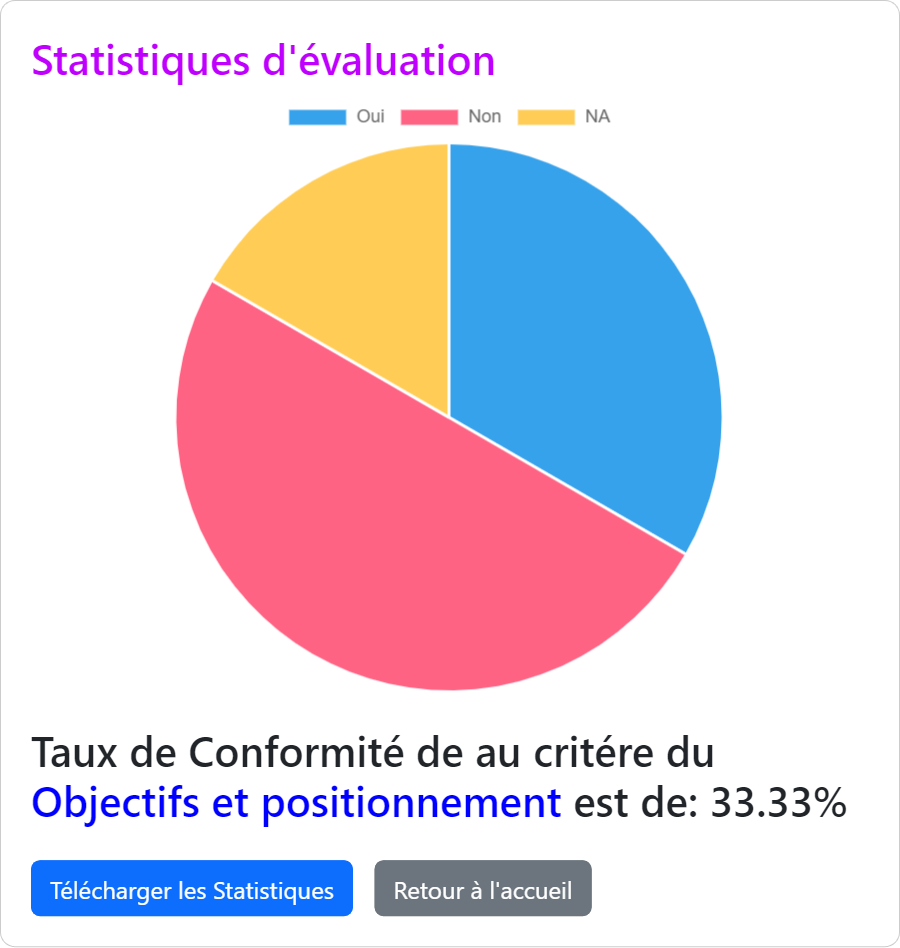 Statistiques d'évaluation
Oui Non NA
Taux de Conformité de au critére du
Objectifs et positionnement est de: 33.33%
Télécharger les Statistiques Retour à l'accueil